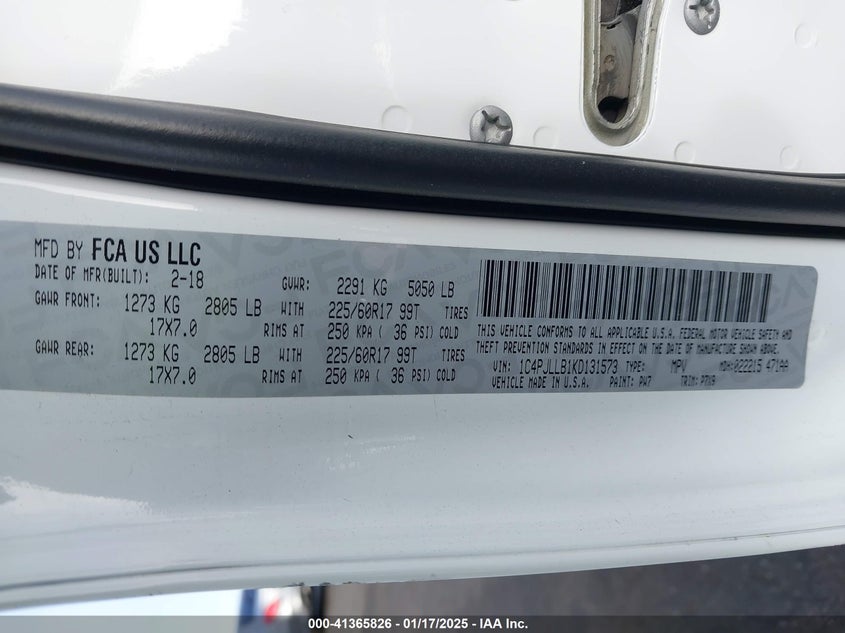 MFD BY FCA US LLC
DATE OF MFR(BUILT): 2-18 GVWR: 2291 KG 5050 LB
GAWR FRONT: 1273 KG 2805 LB WITH 225/60R17 99T TIRES
17X7.0 RIMS AT 250 KPA ( 36 PSI) COLD
GAWR REAR: 1273 KG 2805 LB WITH 225/60R17 99T TIRES
17X7.0 RIMS AT 250 KPA ( 36 PSI) COLD
THIS VEHICLE CONFORMS TO ALL APPLICABLE U.S.A. FEDERAL MOTOR VEHICLE SAFETY AND
THEFT PREVENTION STANDARDS IN EFFECT ON THE DATE OF MANUFACTURE SHOWN ABOVE.
VIN: 1C4PJLLB1KD131573 TYPE: MPV MDH:022215 471AA
VEHICLE MADE IN U.S.A. PAINT: PW7 TRIM: P7X9
000-41365826 - 01/17/2025 - IAA Inc.